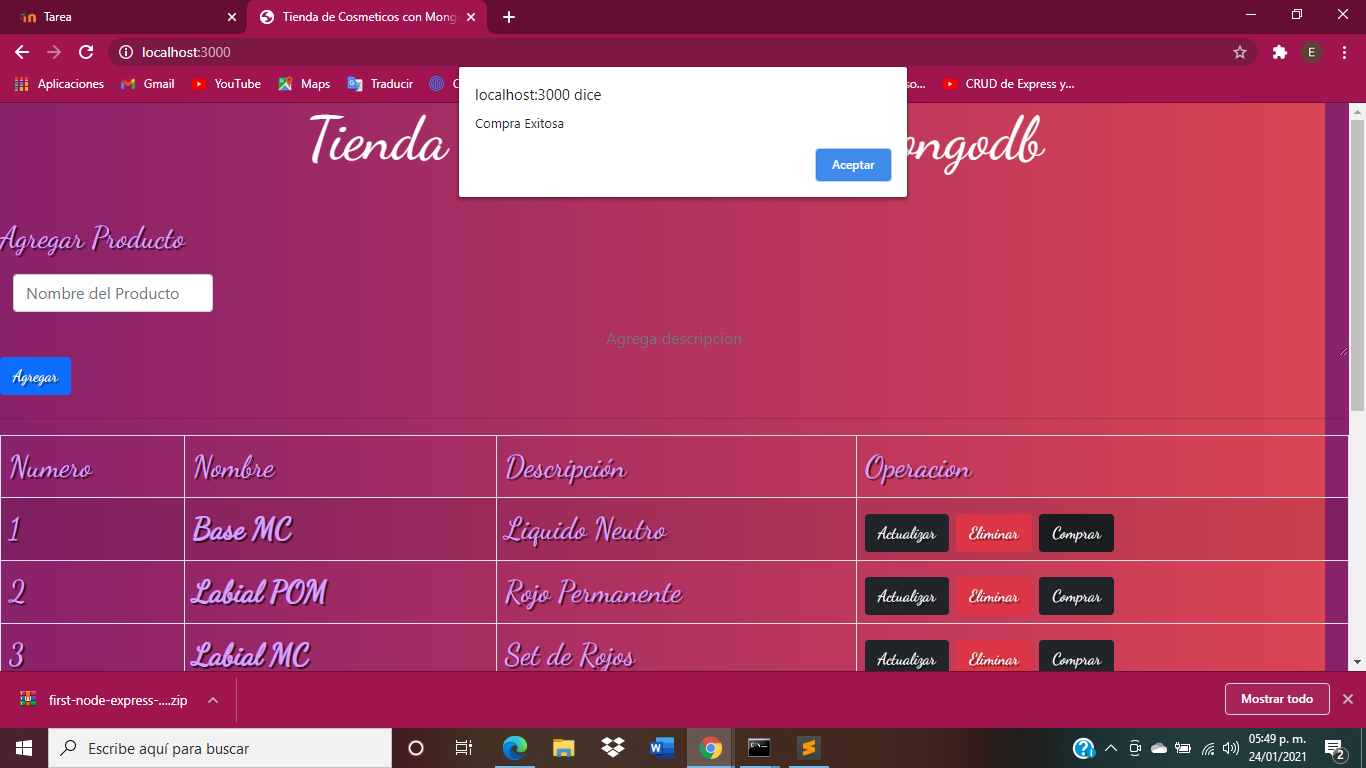 Tarea
Tienda de Cosmeticos con Mong
localhost:3000
E
Aplicaciones
Gmail
YouTube
Maps
Traducir
so...
CRUD de Express y...
localhost:3000 dice
Compra Exitosa
Aceptar
Tienda
ongodb
Agregar Producto
Nombre del Producto
Agrega descripcion
Agregar
Numero Nombre Descripción Operacion
1 Base MC Liquido Neutro Actualizar Eliminar Comprar
2 Labial POM Rojo Permanente Actualizar Eliminar Comprar
3 Labial MC Set de Rojos Actualizar Eliminar Comprar
first-node-express-....zip
Mostrar todo
Escribe aquí para buscar
05:49 p. m.
24/01/2021
2